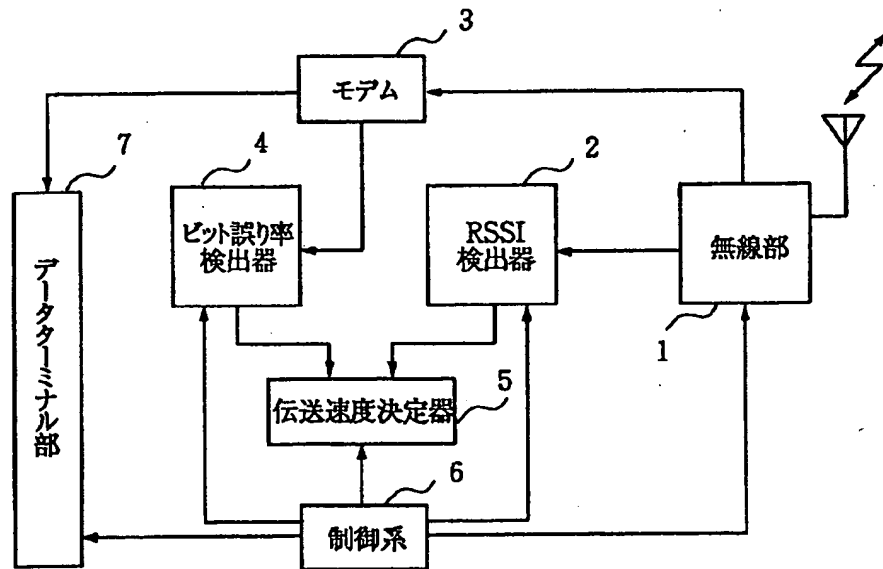 3
モデム
7
4
2
ビット誤り率
検出器
RSSI
検出器
無線部
1
データターミナル部
5
伝送速度決定器
6
制御系